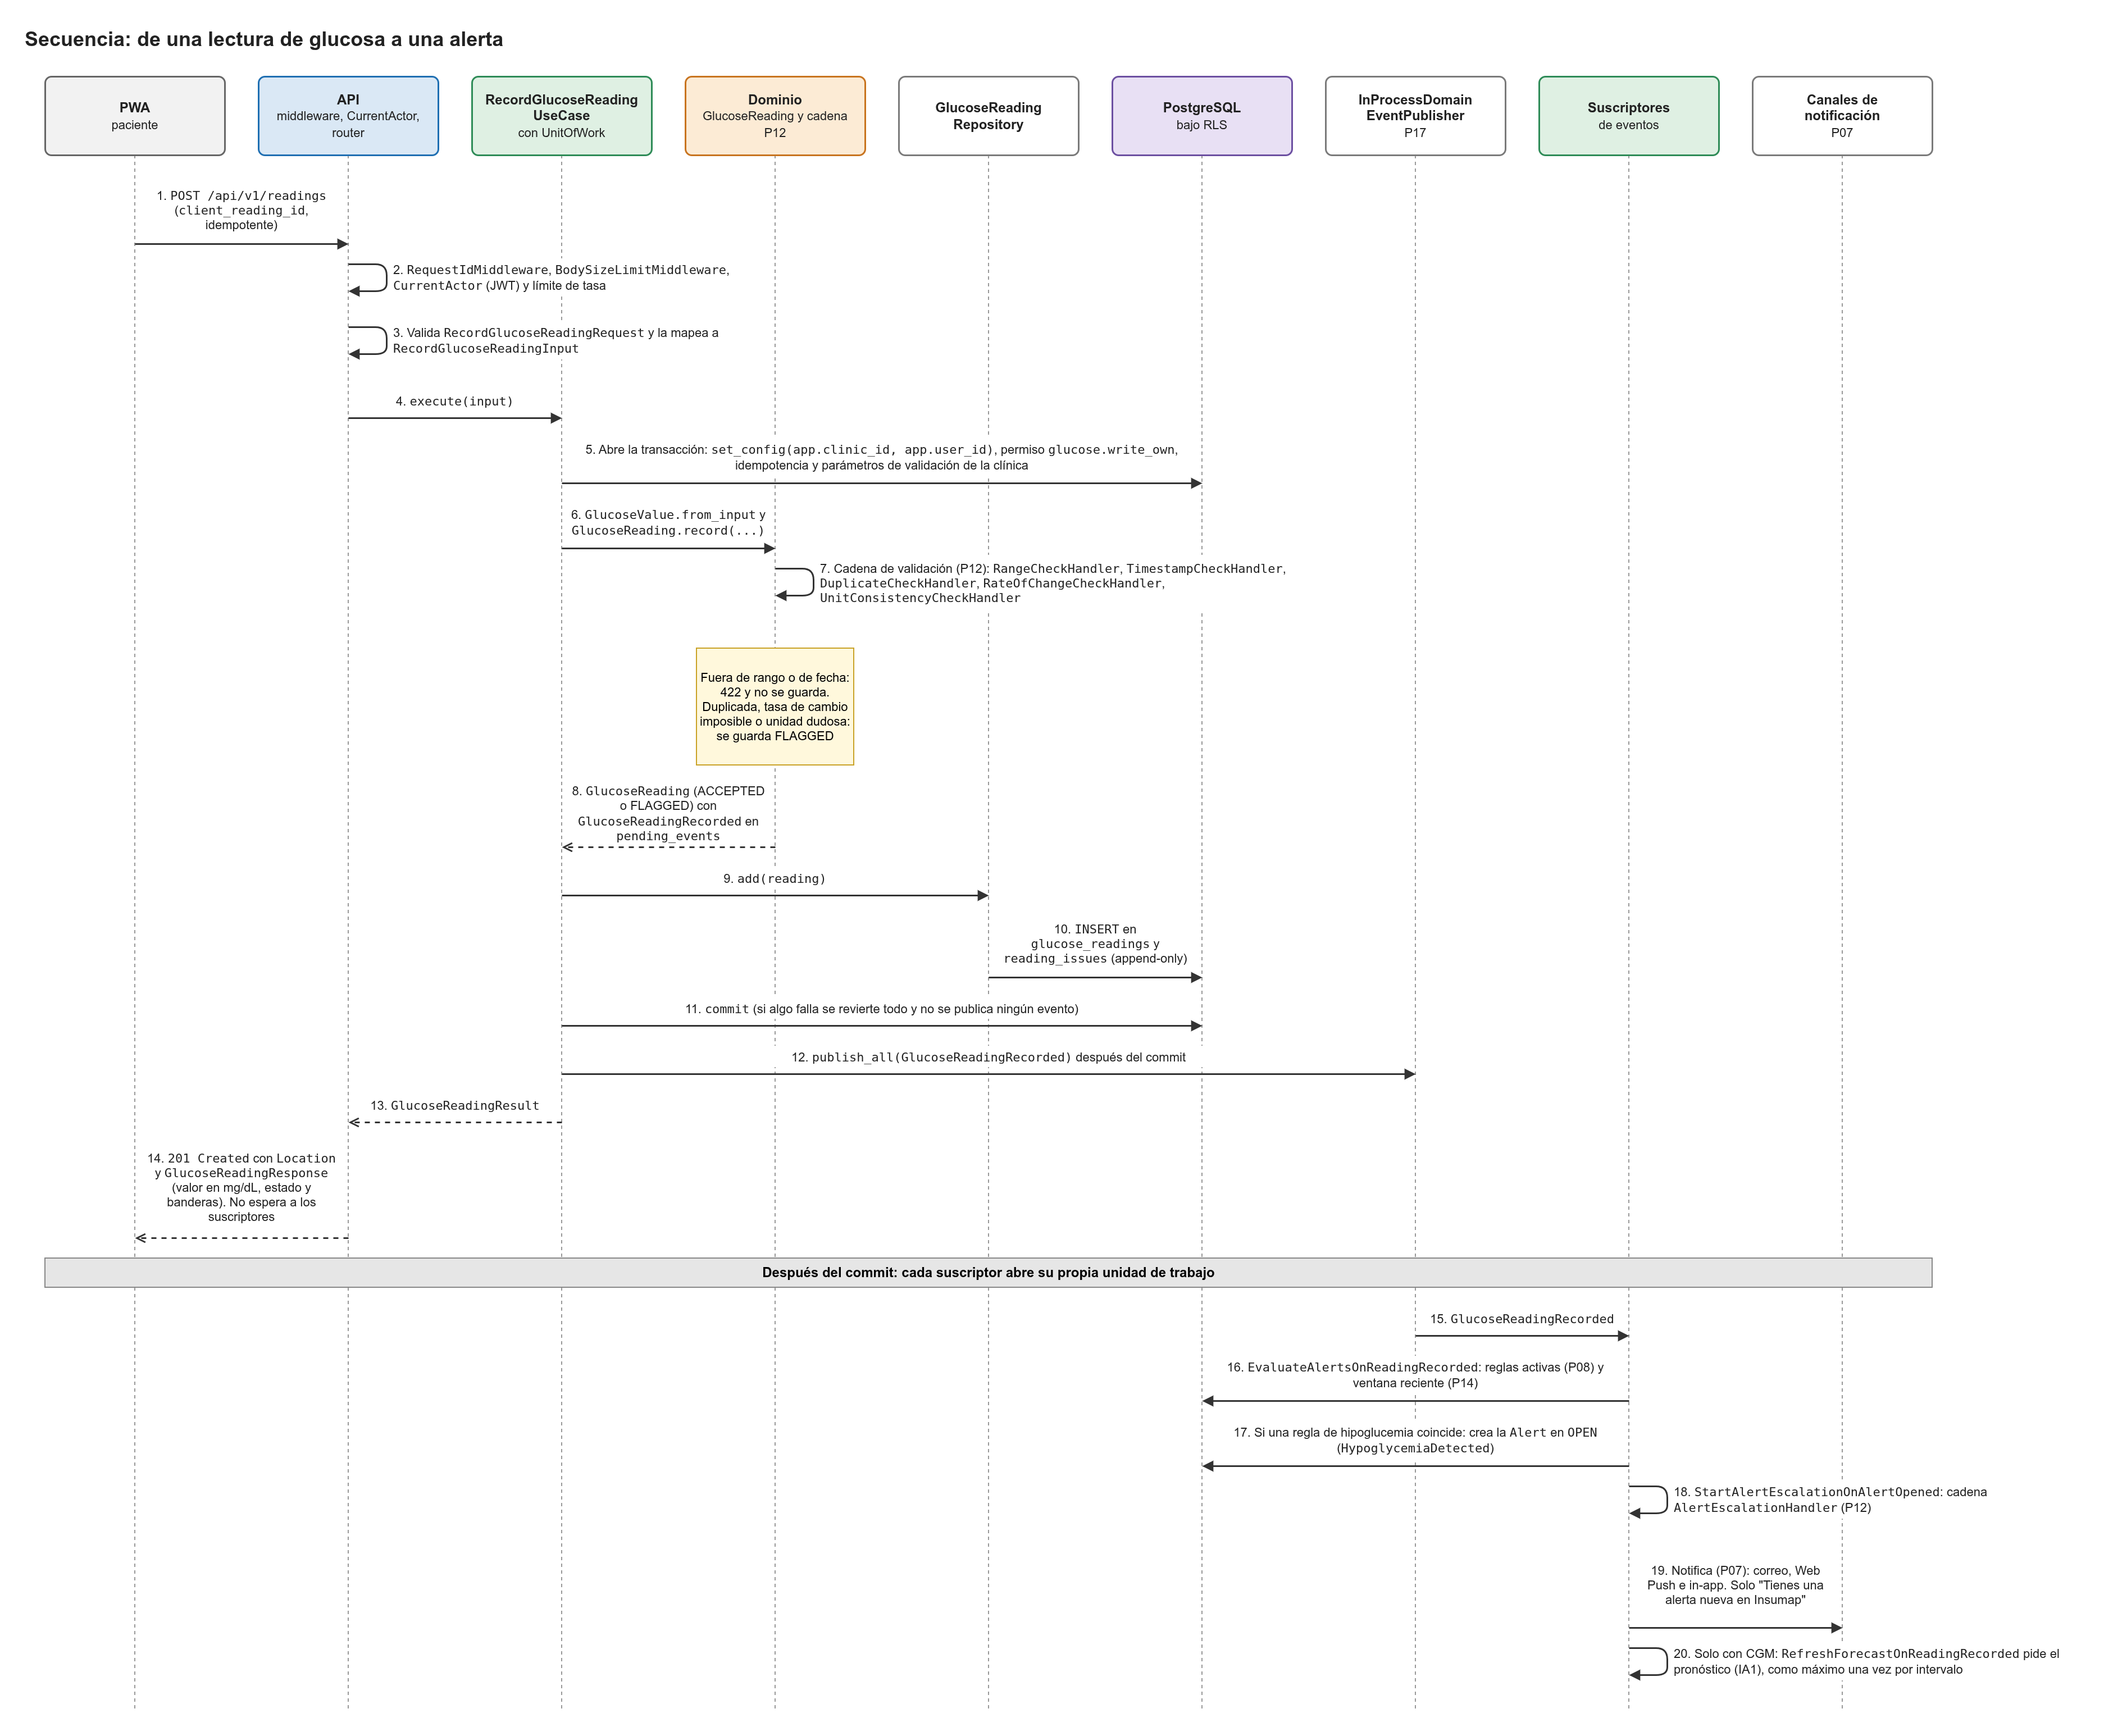 Secuencia: de una lectura de glucosa a una alerta
PWA
paciente
API
middleware, CurrentActor,
router
RecordGlucoseReading
UseCase
con UnitOfWork
Dominio
GlucoseReading y cadena
P12
GlucoseReading
Repository
PostgreSQL
bajo RLS
InProcessDomain
EventPublisher
P17
Suscriptores
de eventos
Canales de
notificación
P07
1. POST /api/v1/readings
(client_reading_id,
idempotente)
2. RequestIdMiddleware, BodySizeLimitMiddleware,
CurrentActor (JWT) y límite de tasa
3. Valida RecordGlucoseReadingRequest y la mapea a
RecordGlucoseReadingInput
4. execute(input)
5. Abre la transacción: set_config(app.clinic_id, app.user_id), permiso glucose.write_own,
idempotencia y parámetros de validación de la clínica
6. GlucoseValue.from_input y
GlucoseReading.record(...)
7. Cadena de validación (P12): RangeCheckHandler, TimestampCheckHandler,
DuplicateCheckHandler, RateOfChangeCheckHandler,
UnitConsistencyCheckHandler
Fuera de rango o de fecha:
422 y no se guarda.
Duplicada, tasa de cambio
imposible o unidad dudosa:
se guarda FLAGGED
8. GlucoseReading (ACCEPTED
o FLAGGED) con
GlucoseReadingRecorded en
pending_events
9. add(reading)
10. INSERT en
glucose_readings y
reading_issues (append-only)
11. commit (si algo falla se revierte todo y no se publica ningún evento)
12. publish_all(GlucoseReadingRecorded) después del commit
13. GlucoseReadingResult
14. 201 Created con Location
y GlucoseReadingResponse
(valor en mg/dL, estado y
banderas). No espera a los
suscriptores
Después del commit: cada suscriptor abre su propia unidad de trabajo
15. GlucoseReadingRecorded
16. EvaluateAlertsOnReadingRecorded: reglas activas (P08) y
ventana reciente (P14)
17. Si una regla de hipoglucemia coincide: crea la Alert en OPEN
(HypoglycemiaDetected)
18. StartAlertEscalationOnAlertOpened: cadena
AlertEscalationHandler (P12)
19. Notifica (P07): correo, Web
Push e in-app. Solo "Tienes una
alerta nueva en Insumap"
20. Solo con CGM: RefreshForecastOnReadingRecorded pide el
pronóstico (IA1), como máximo una vez por intervalo